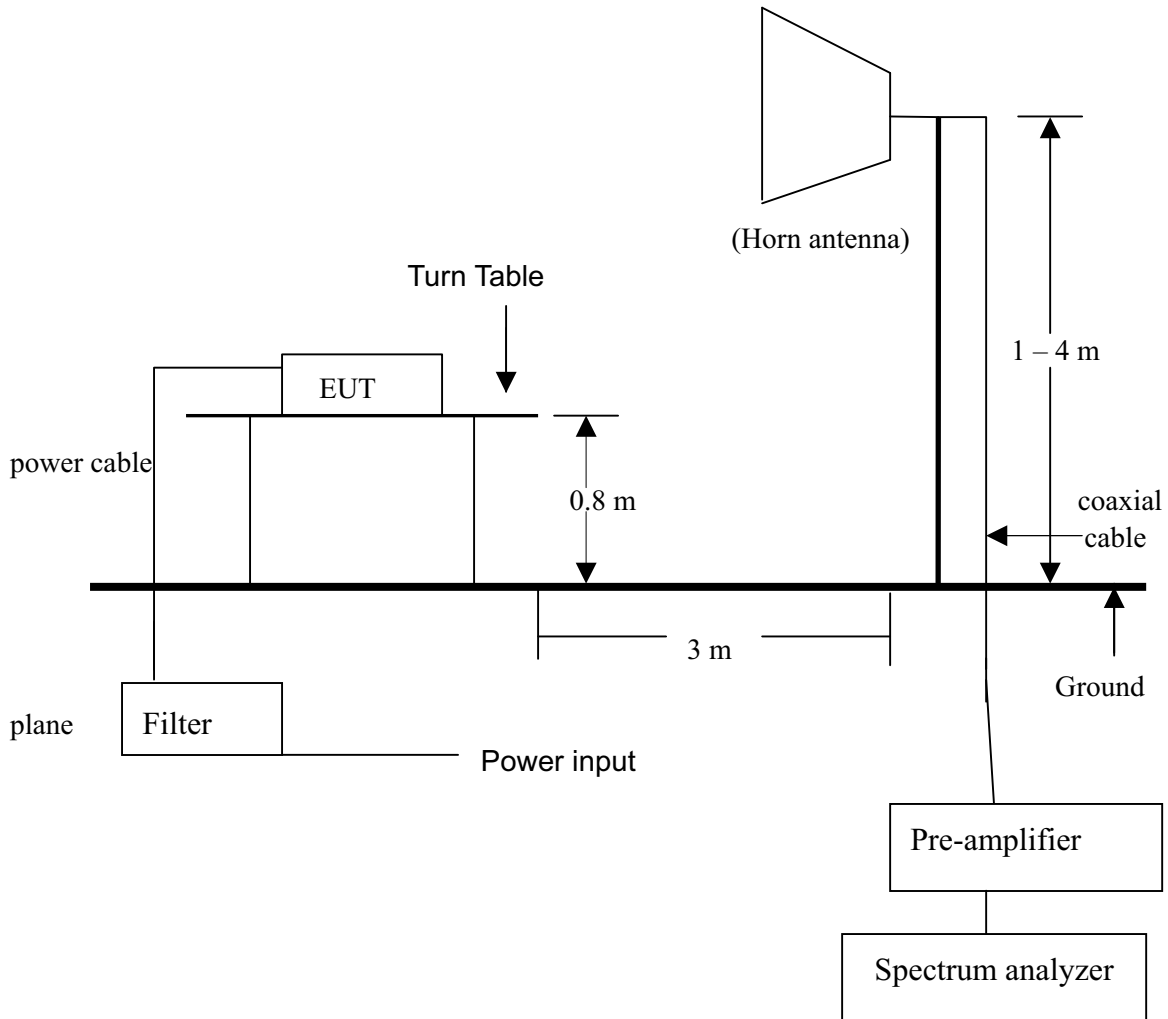 (Horn antenna)
Turn Table
1 – 4 m
EUT
power cable
0.8 m
coaxial
cable
3 m
Ground
plane
Filter
Power input
Pre-amplifier
Spectrum analyzer